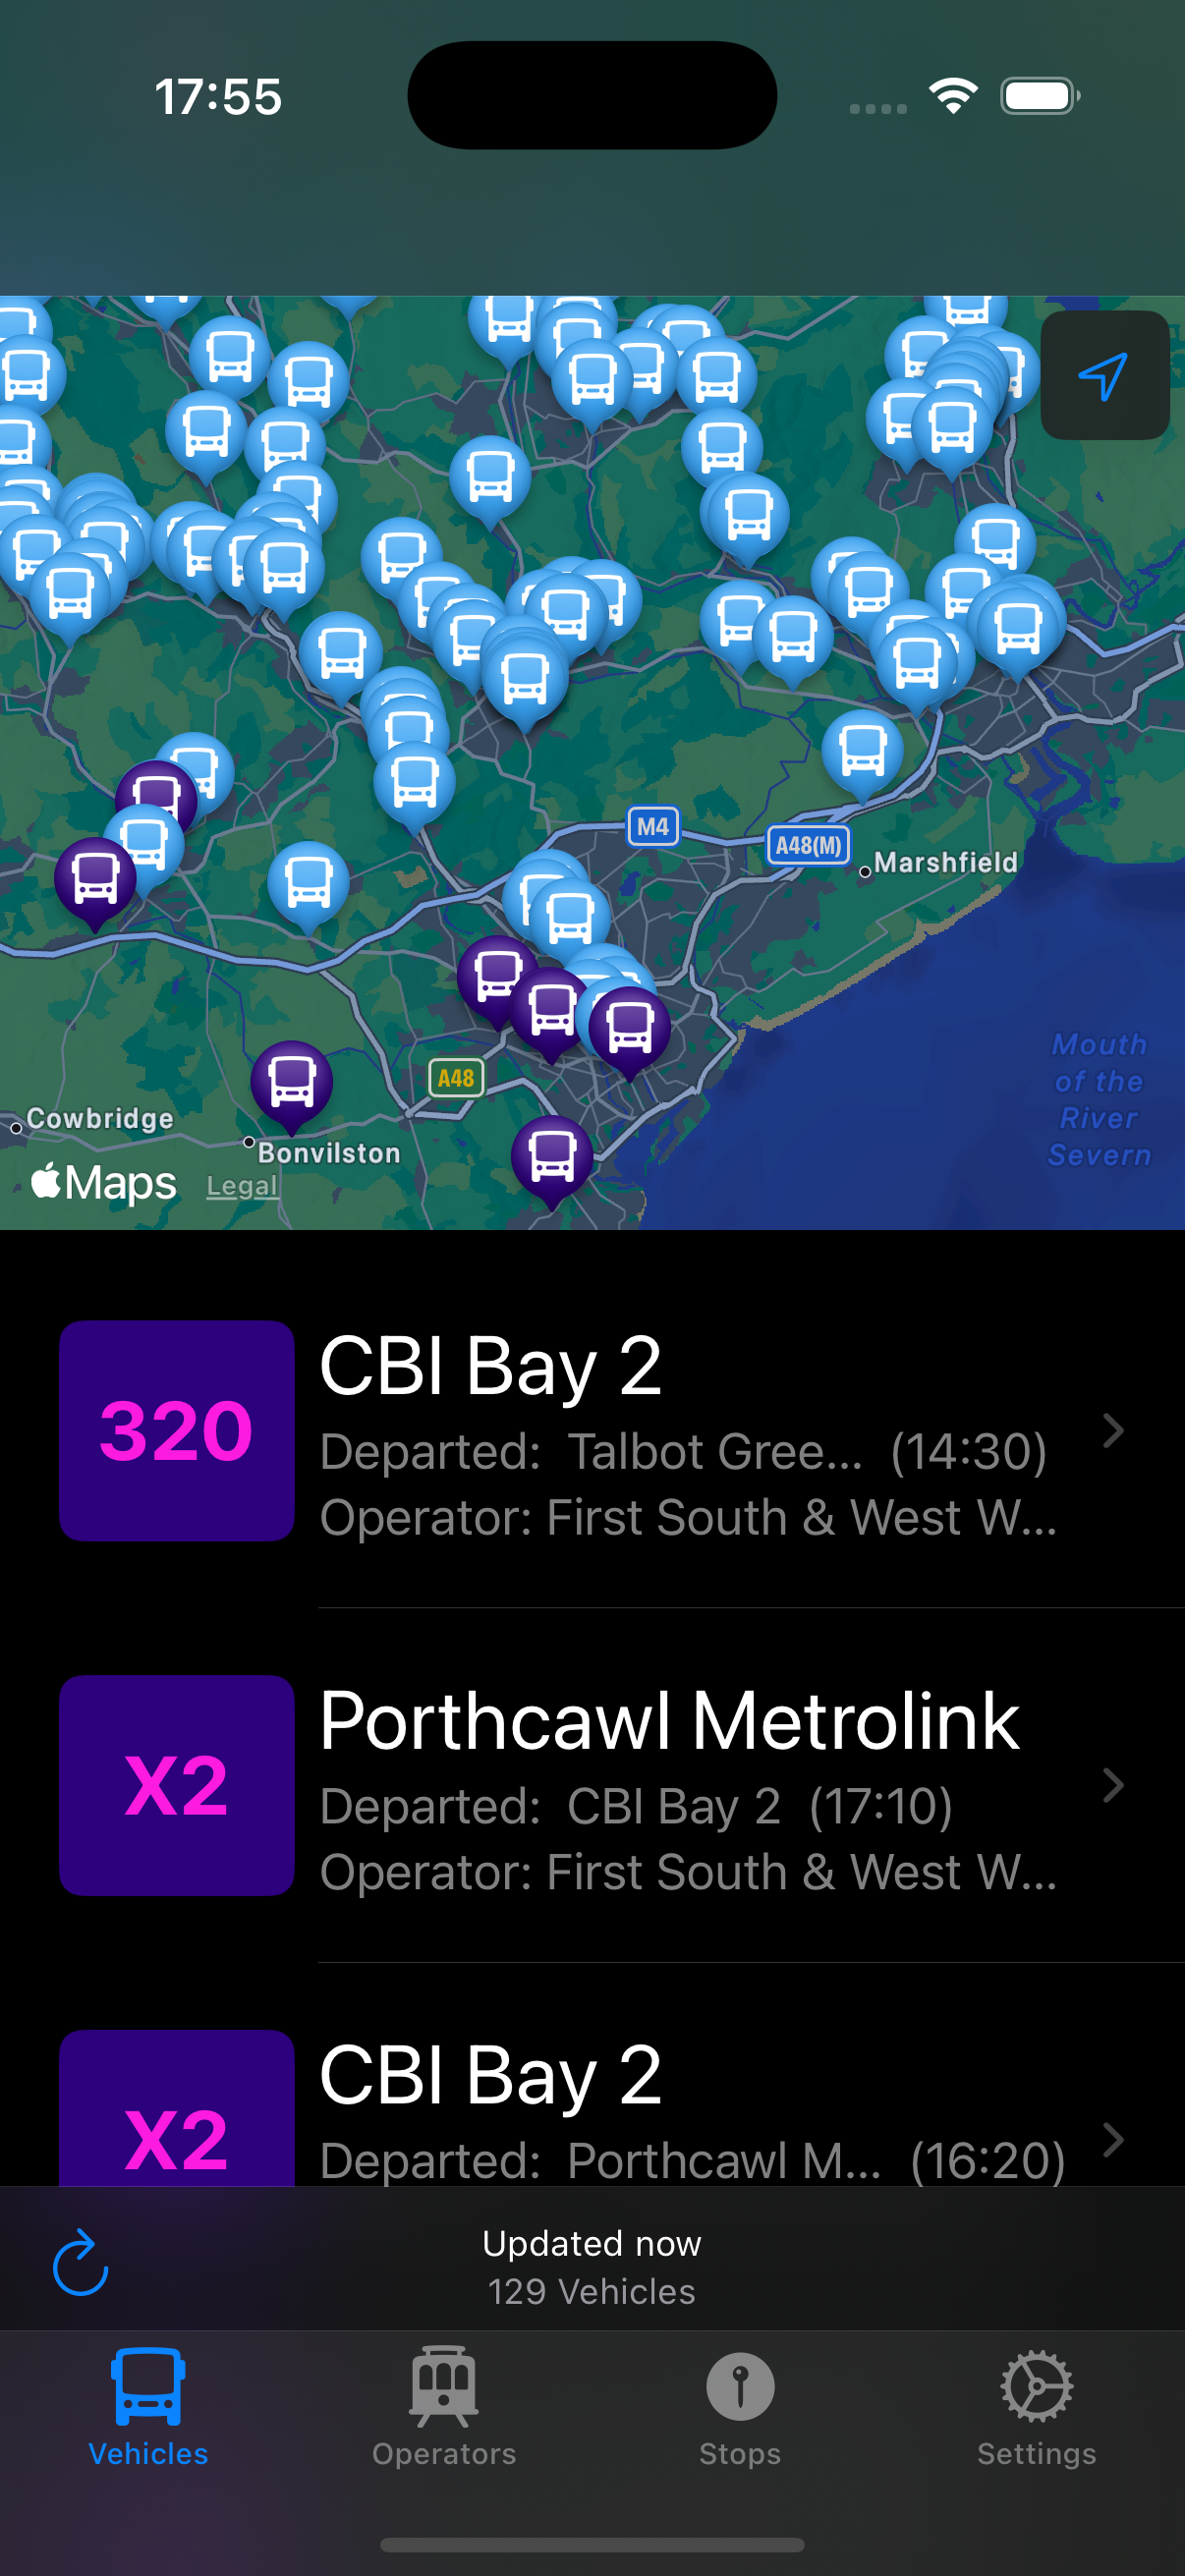 17:55
M4
A48(M)
Marshfield
Mouth
of the
River
Severn
A48
Cowbridge
Bonvilston
Maps
Legal
320
CBI Bay 2
Departed: Talbot Gree... (14:30)
Operator: First South & West W...
X2
Porthcawl Metrolink
Departed: CBI Bay 2 (17:10)
Operator: First South & West W...
X2
CBI Bay 2
Departed: Porthcawl M... (16:20)
Updated now
129 Vehicles
Vehicles
Operators
Stops
Settings